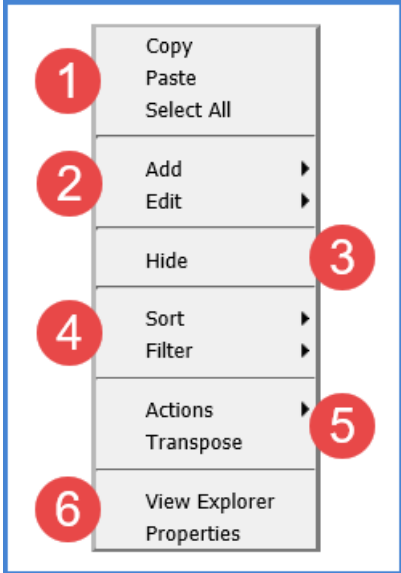 1
Copy
Paste
Select All
2
Add
Edit
Hide
3
4
Sort
Filter
Actions
5
Transpose
6
View Explorer
Properties